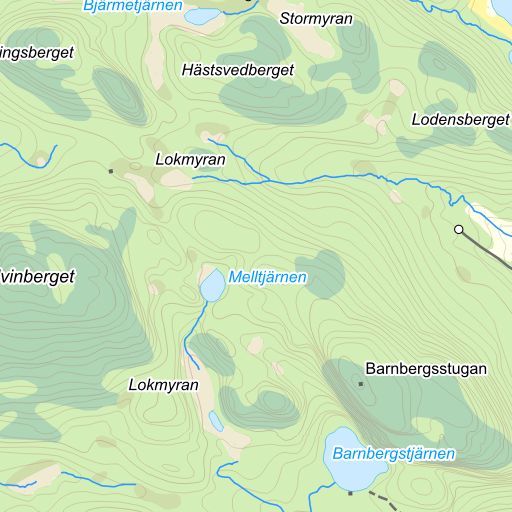 Bjärmetjärnen
Stormyran
ingsberget
Hästsvedberget
Lodensberget
Lokmyran
vinberget
Melltjärnen
Barnbergsstugan
Lokmyran
Barnbergstjärnen